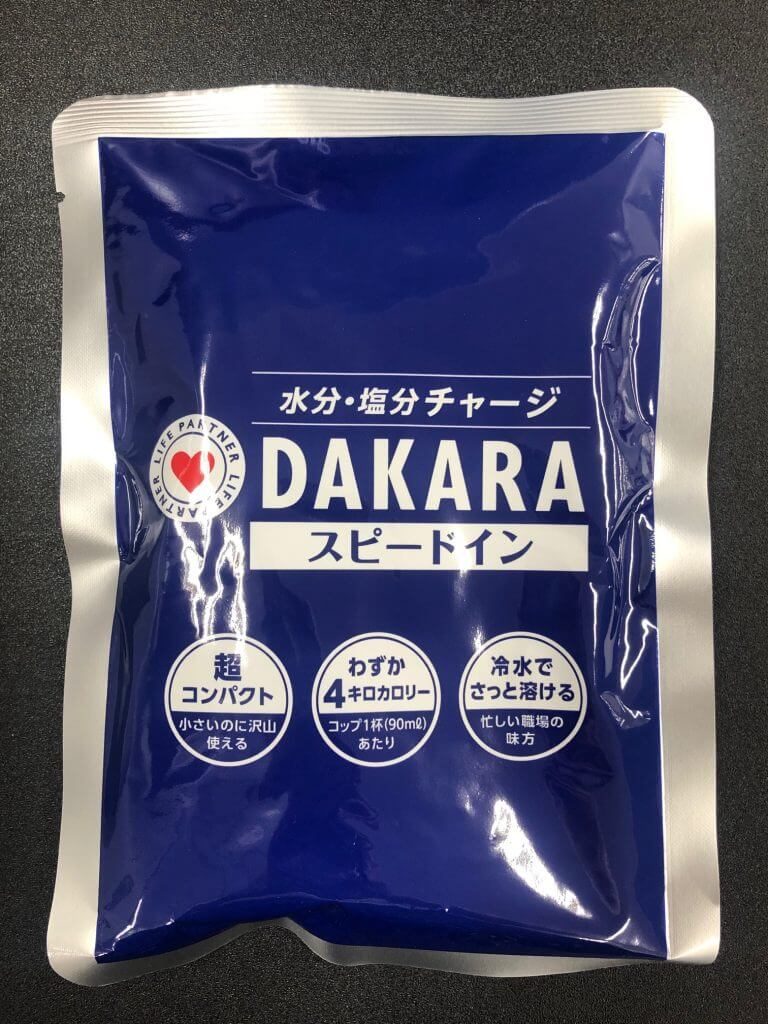 水分・塩分チャージ
LIFE PARTNER LIFE PARTNER
DAKARA
スピードイン
超
コンパクト
小さいのに沢山
使える
わずか
4キロカロリー
コップ1杯(90mℓ)
あたり
冷水で
さっと溶ける
忙しい職場の
味方